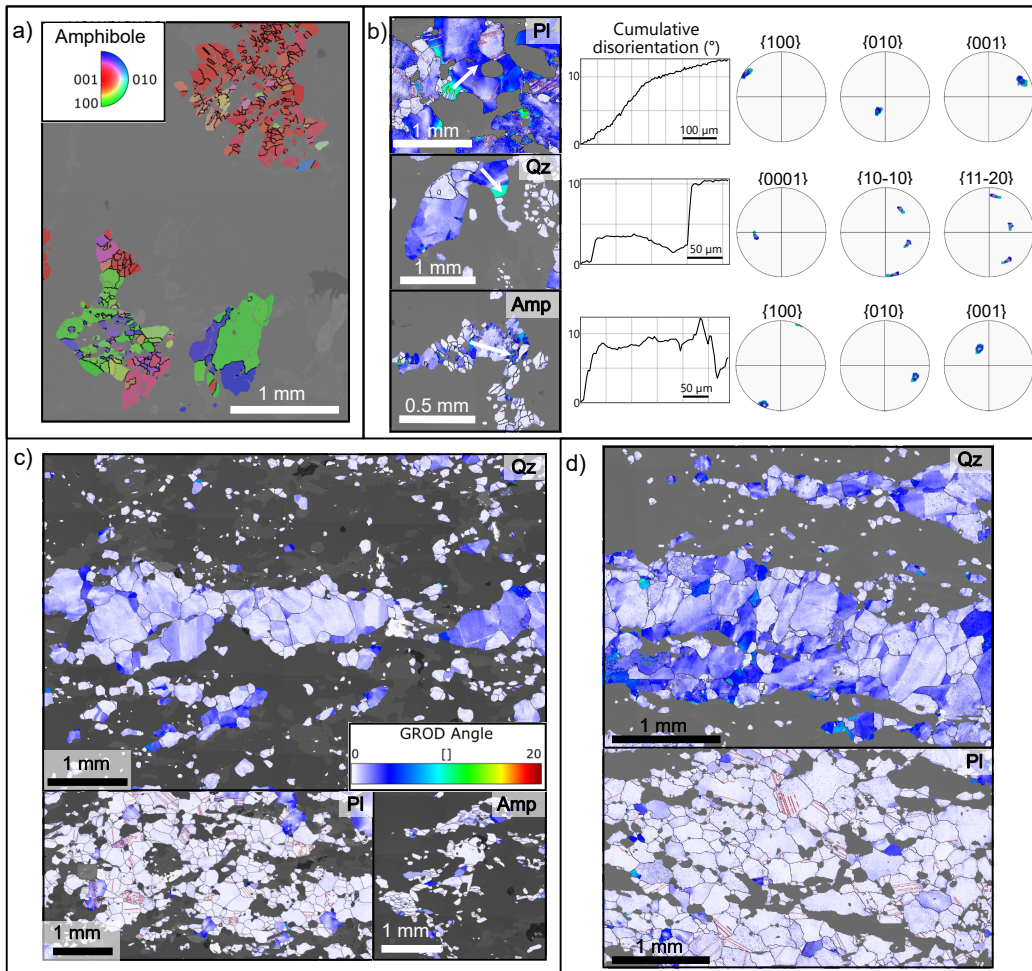 a)
Amphibole
001
010
100
1 mm
b)
Pl
1 mm
Qz
1 mm
Amp
0.5 mm
Cumulative
disorientation (°)
10
0
100 µm
10
0
50 µm
10
0
50 µm
{100}
{010}
{001}
{0001}
{10-10}
{11-20}
{100}
{010}
{001}
c)
Qz
1 mm
GROD Angle
0
[]
20
Pl
1 mm
Amp
1 mm
d)
Qz
1 mm
Pl
1 mm